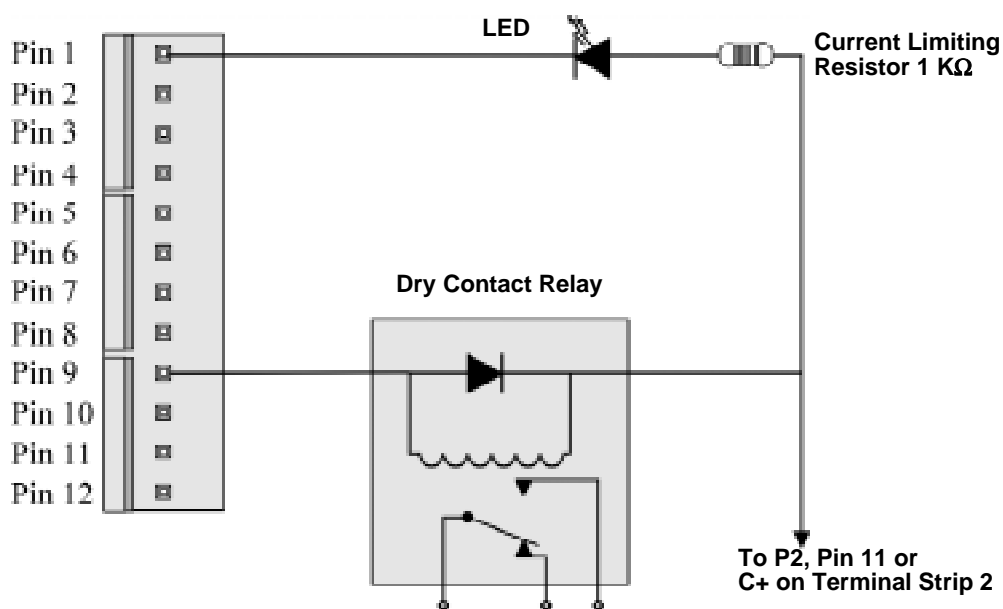 LED
Current Limiting
Resistor 1 KΩ
Pin 1
Pin 2
Pin 3
Pin 4
Pin 5
Pin 6
Pin 7
Pin 8
Pin 9
Pin 10
Pin 11
Pin 12
Dry Contact Relay
To P2, Pin 11 or
C+ on Terminal Strip 2